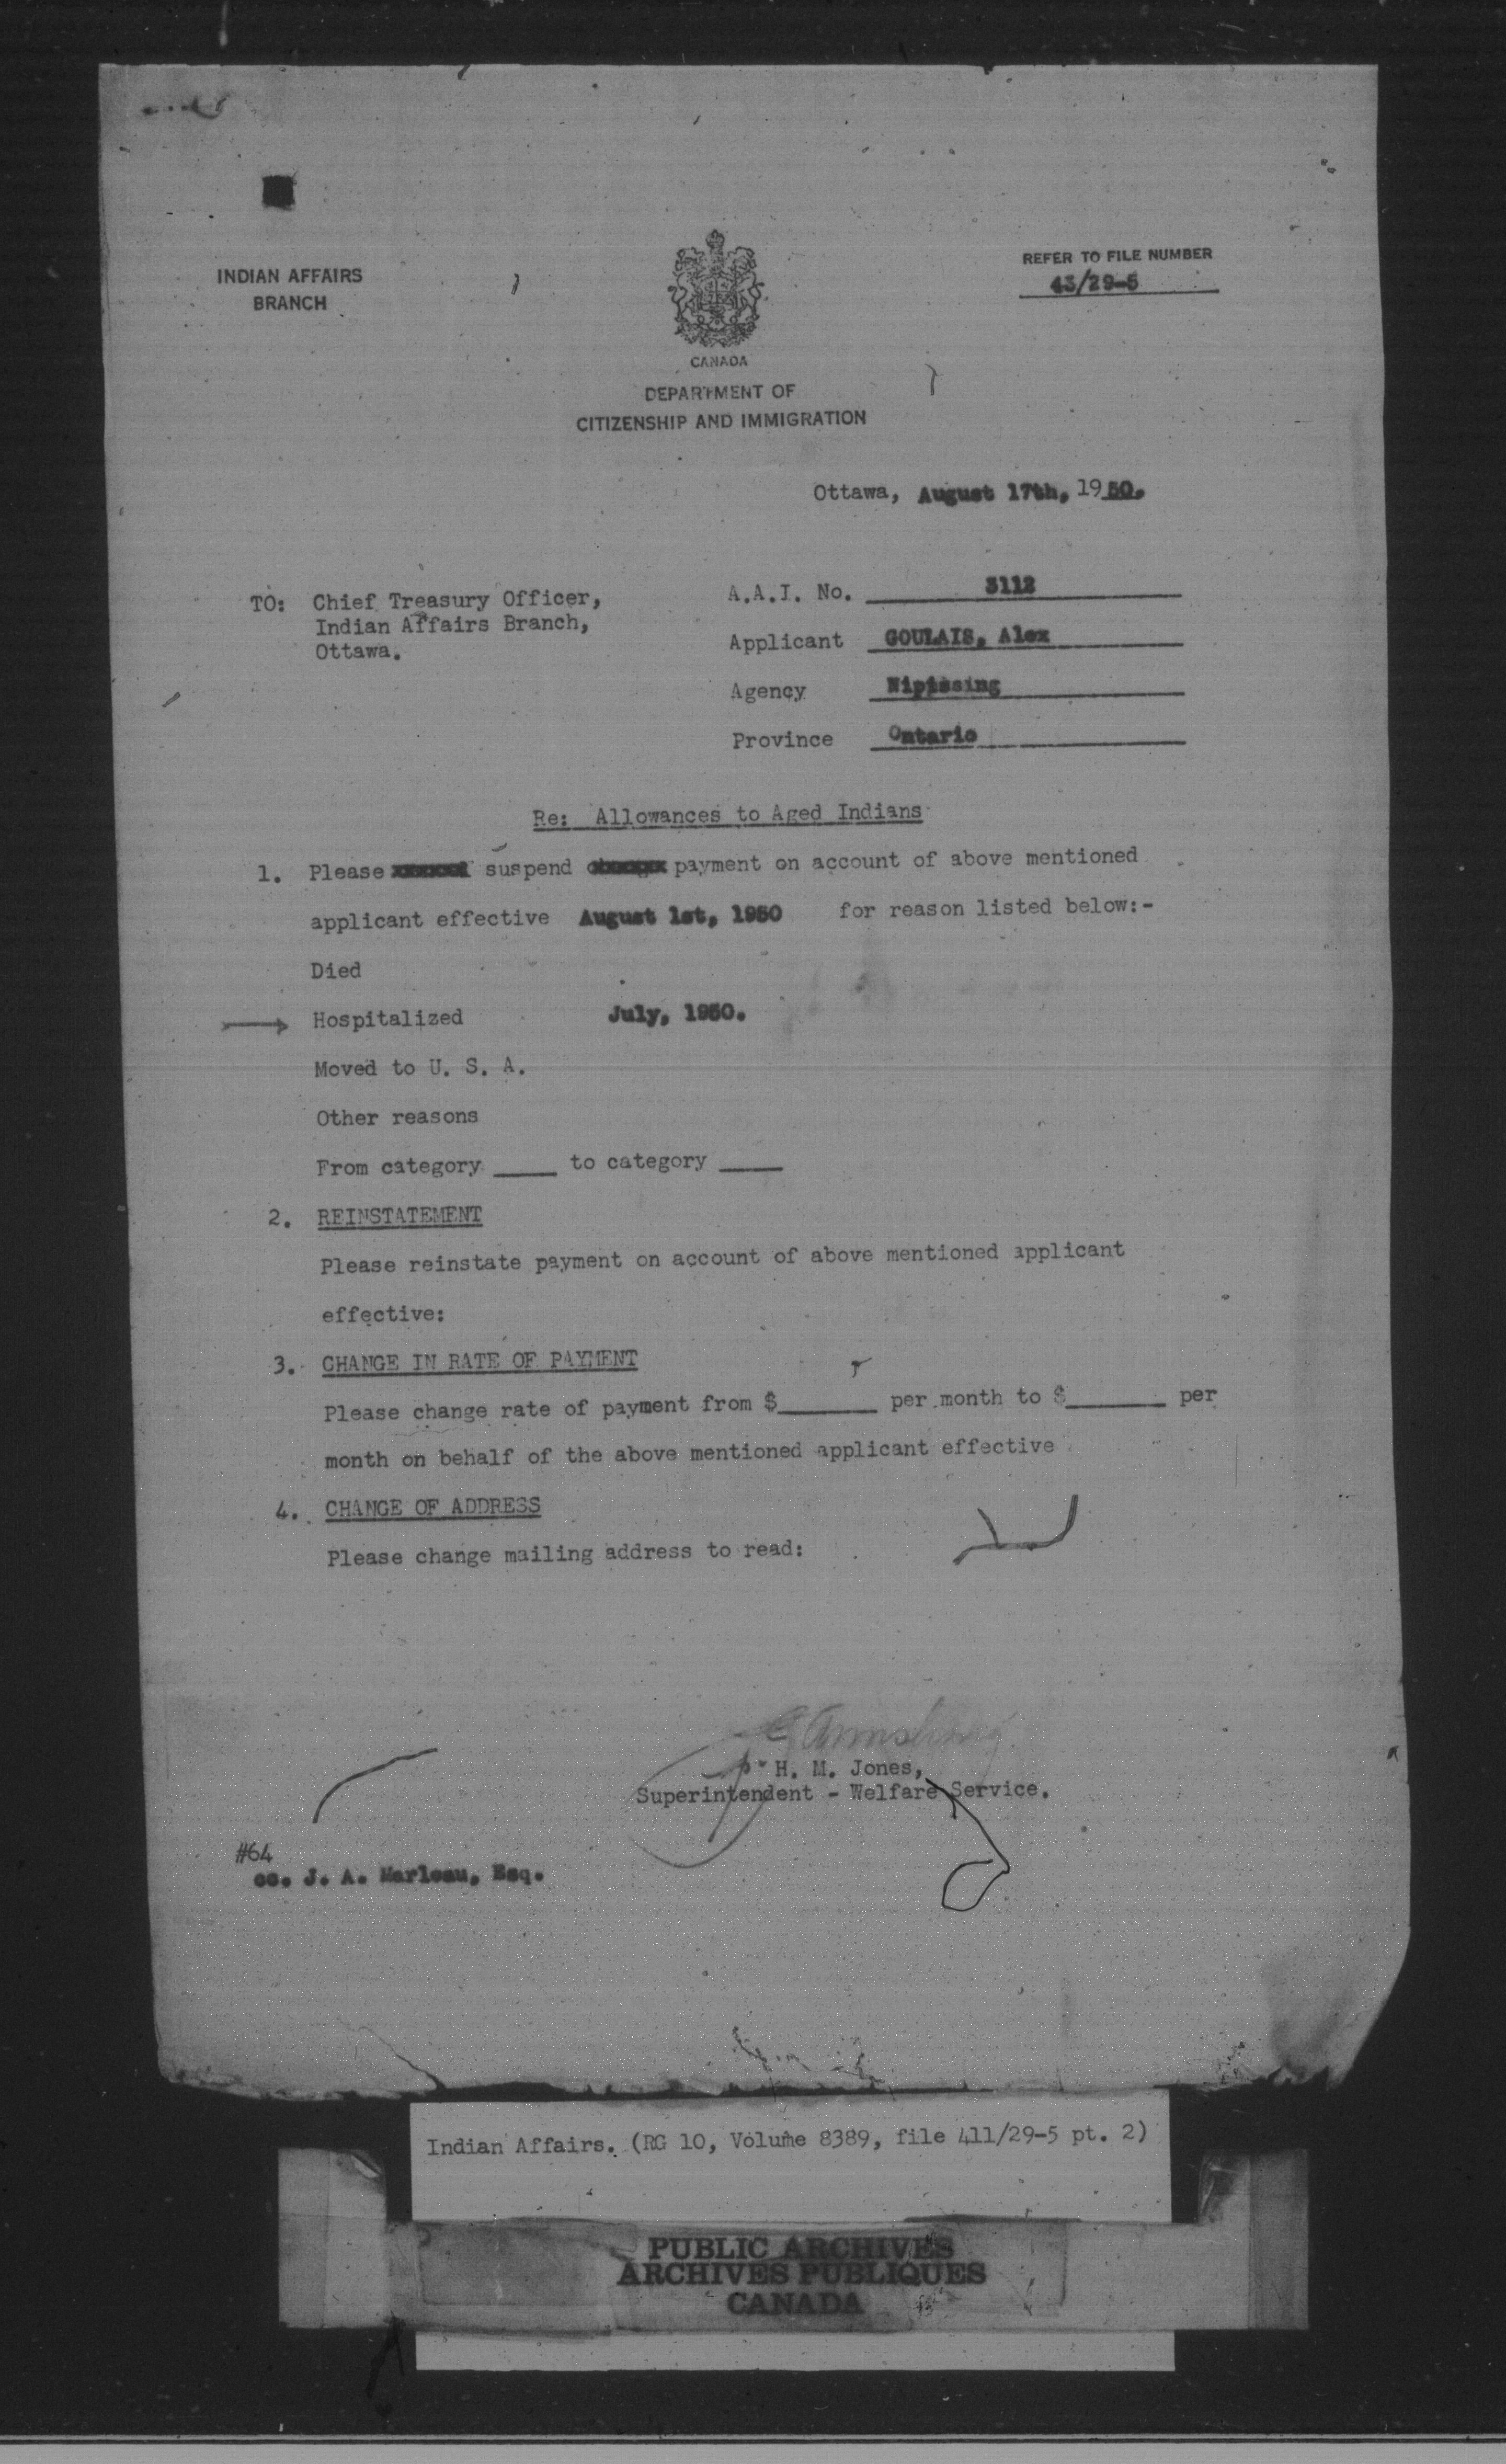 INDIAN AFFAIRS
BRANCH
REFER TO FILE NUMBER
43/29-5
CANADA
DEPARTMENT OF
CITIZENSHIP AND IMMIGRATION
Ottawa, August 17th, 1950.
TO: Chief Treasury Officer,
Indian Affairs Branch,
Ottawa.
A.A.I. No. 3112
Applicant GOULAIS, Alex
Agency Nipissing
Province Ontario
Re: Allowances to Aged Indians
1. Please suspend payment on account of above mentioned
applicant effective August 1st, 1950 for reason listed below:-
Died
Hospitalized July, 1950.
Moved to U. S. A.
Other reasons
From category ____ to category ____
2. REINSTATEMENT
Please reinstate payment on account of above mentioned applicant
effective:
3. CHANGE IN RATE OF PAYMENT
Please change rate of payment from $______ per month to $______ per
month on behalf of the above mentioned applicant effective
4. CHANGE OF ADDRESS
Please change mailing address to read:
Armstrong
H. M. Jones,
Superintendent - Welfare Service.
#64
cc. J. A. Marleau, Esq.
Indian Affairs. (RG 10, Volume 8389, file 411/29-5 pt. 2)
PUBLIC ARCHIVES
ARCHIVES PUBLIQUES
CANADA